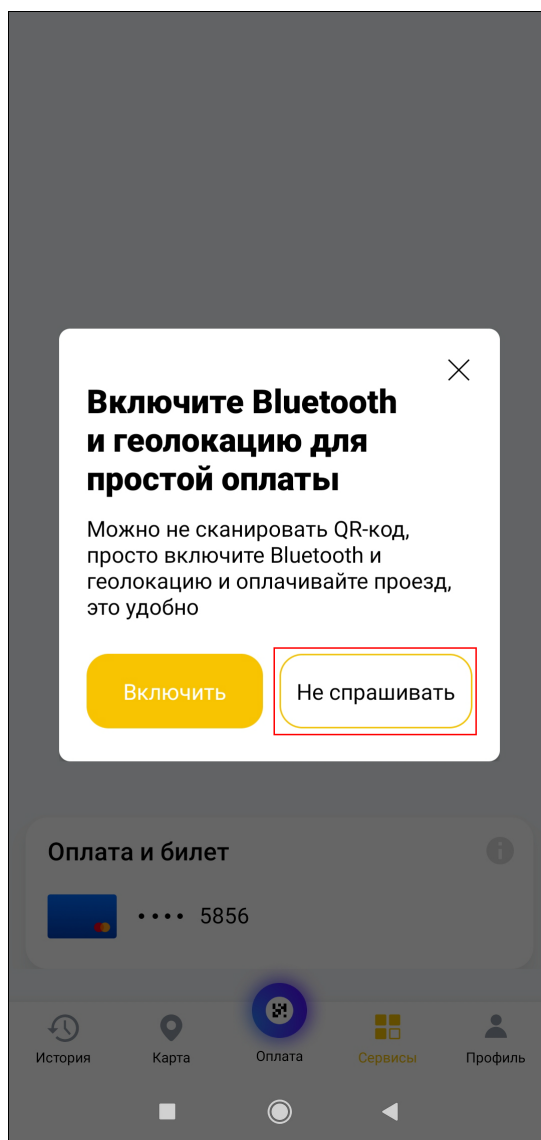 Включите Bluetooth
и геолокацию для
простой оплаты
Можно не сканировать QR-код,
просто включите Bluetooth и
геолокацию и оплачивайте проезд,
это удобно
Включить
Не спрашивать
Оплата и билет
•••• 5856
История
Карта
Оплата
Сервисы
Профиль